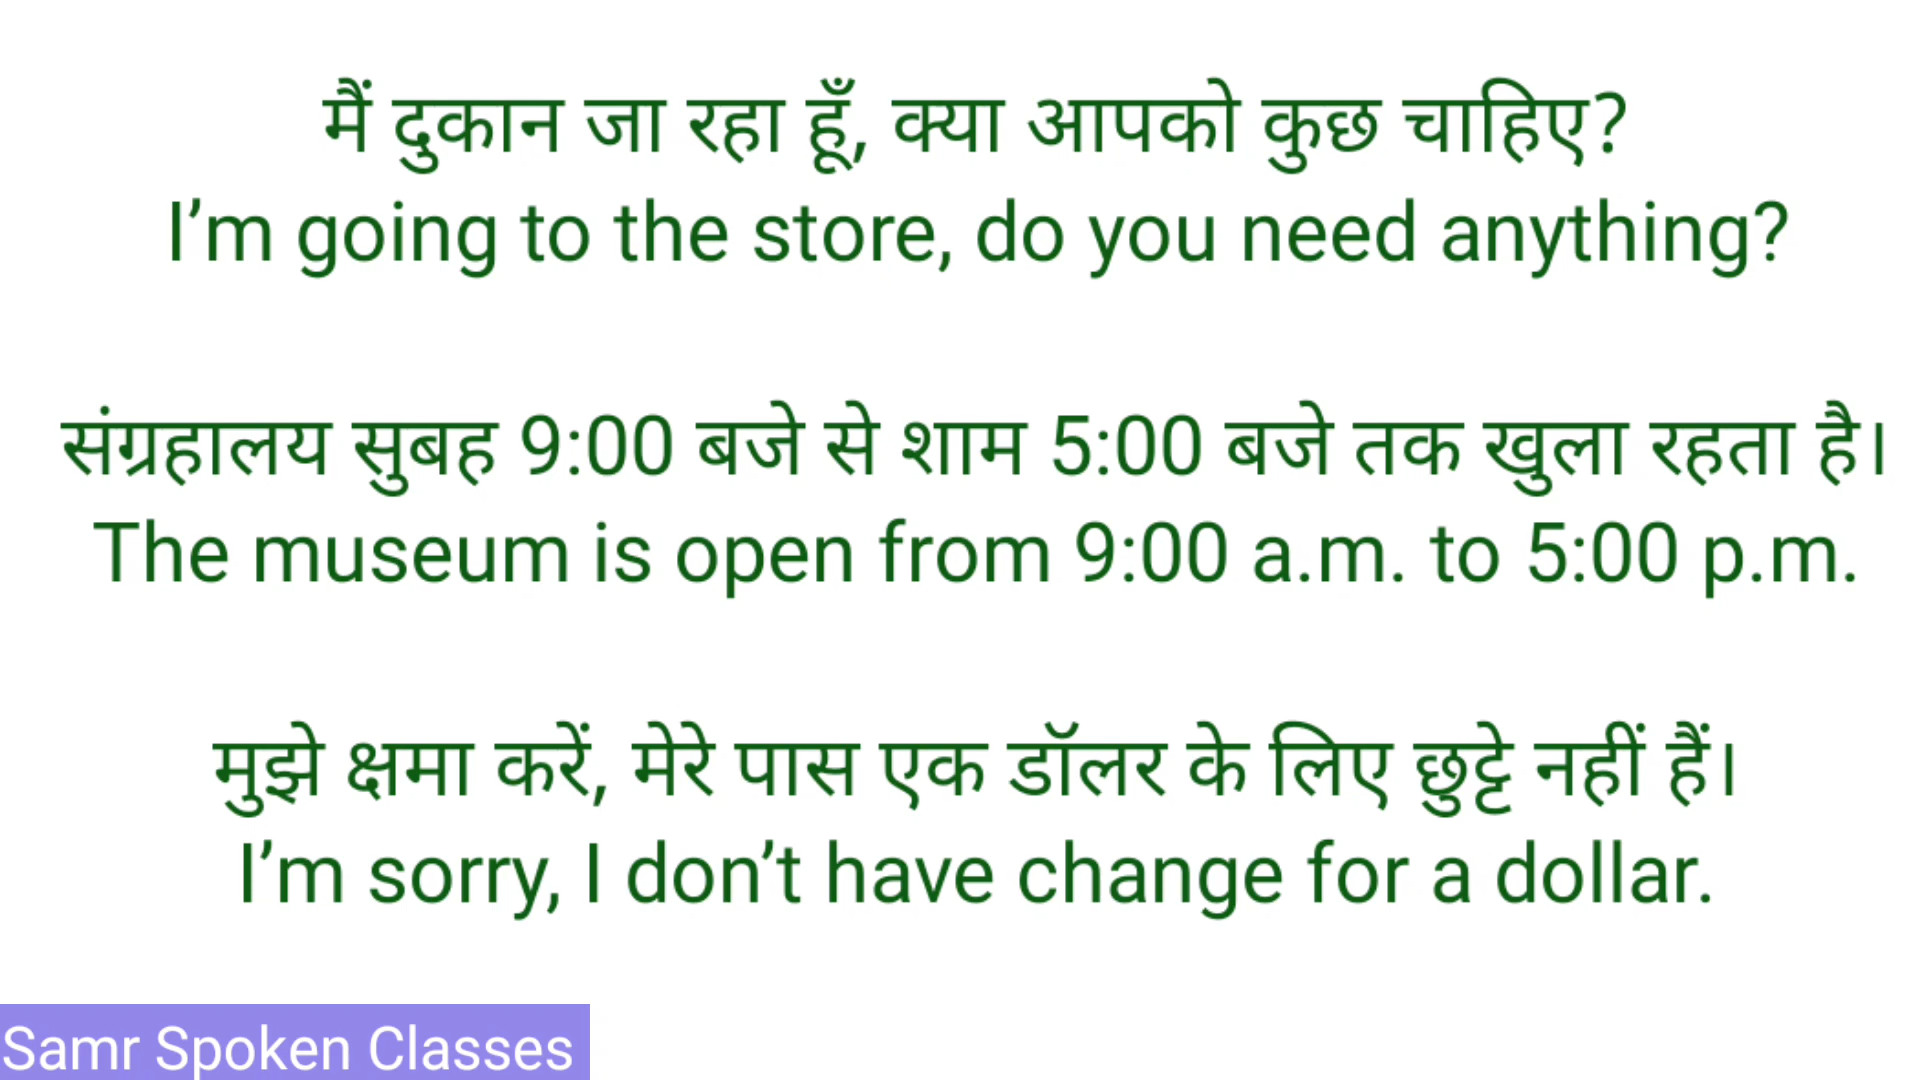 मैं दुकान जा रहा हूँ, क्या आपको कुछ चाहिए?
I’m going to the store, do you need anything?
संग्रहालय सुबह 9:00 बजे से शाम 5:00 बजे तक खुला रहता है।
The museum is open from 9:00 a.m. to 5:00 p.m.
मुझे क्षमा करें, मेरे पास एक डॉलर के लिए छुट्टे नहीं हैं।
I’m sorry, I don’t have change for a dollar.
Samr Spoken Classes